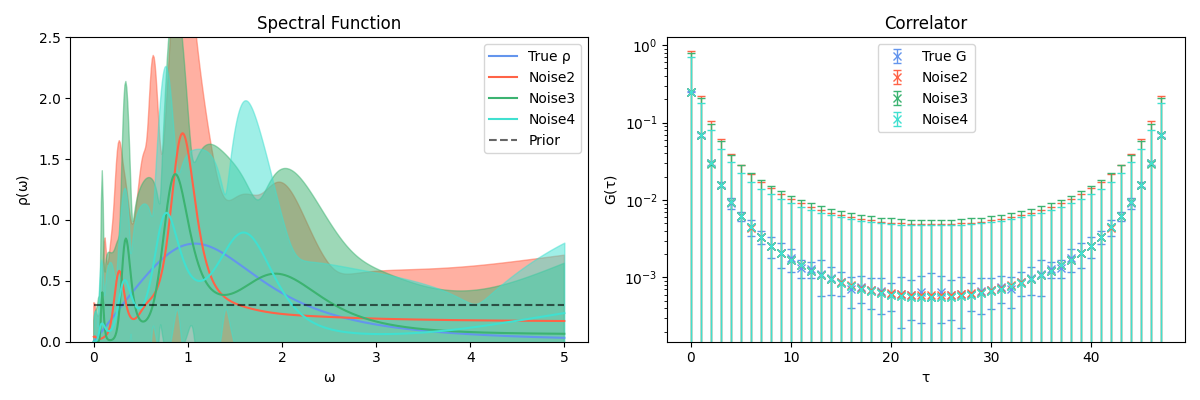 Spectral Function
ρ(ω)
2.5
2.0
1.5
1.0
0.5
0.0
0
1
2
3
4
5
ω
True ρ
Noise2
Noise3
Noise4
Prior
Correlator
G(τ)
10⁰
10⁻¹
10⁻²
10⁻³
0
10
20
30
40
τ
True G
Noise2
Noise3
Noise4